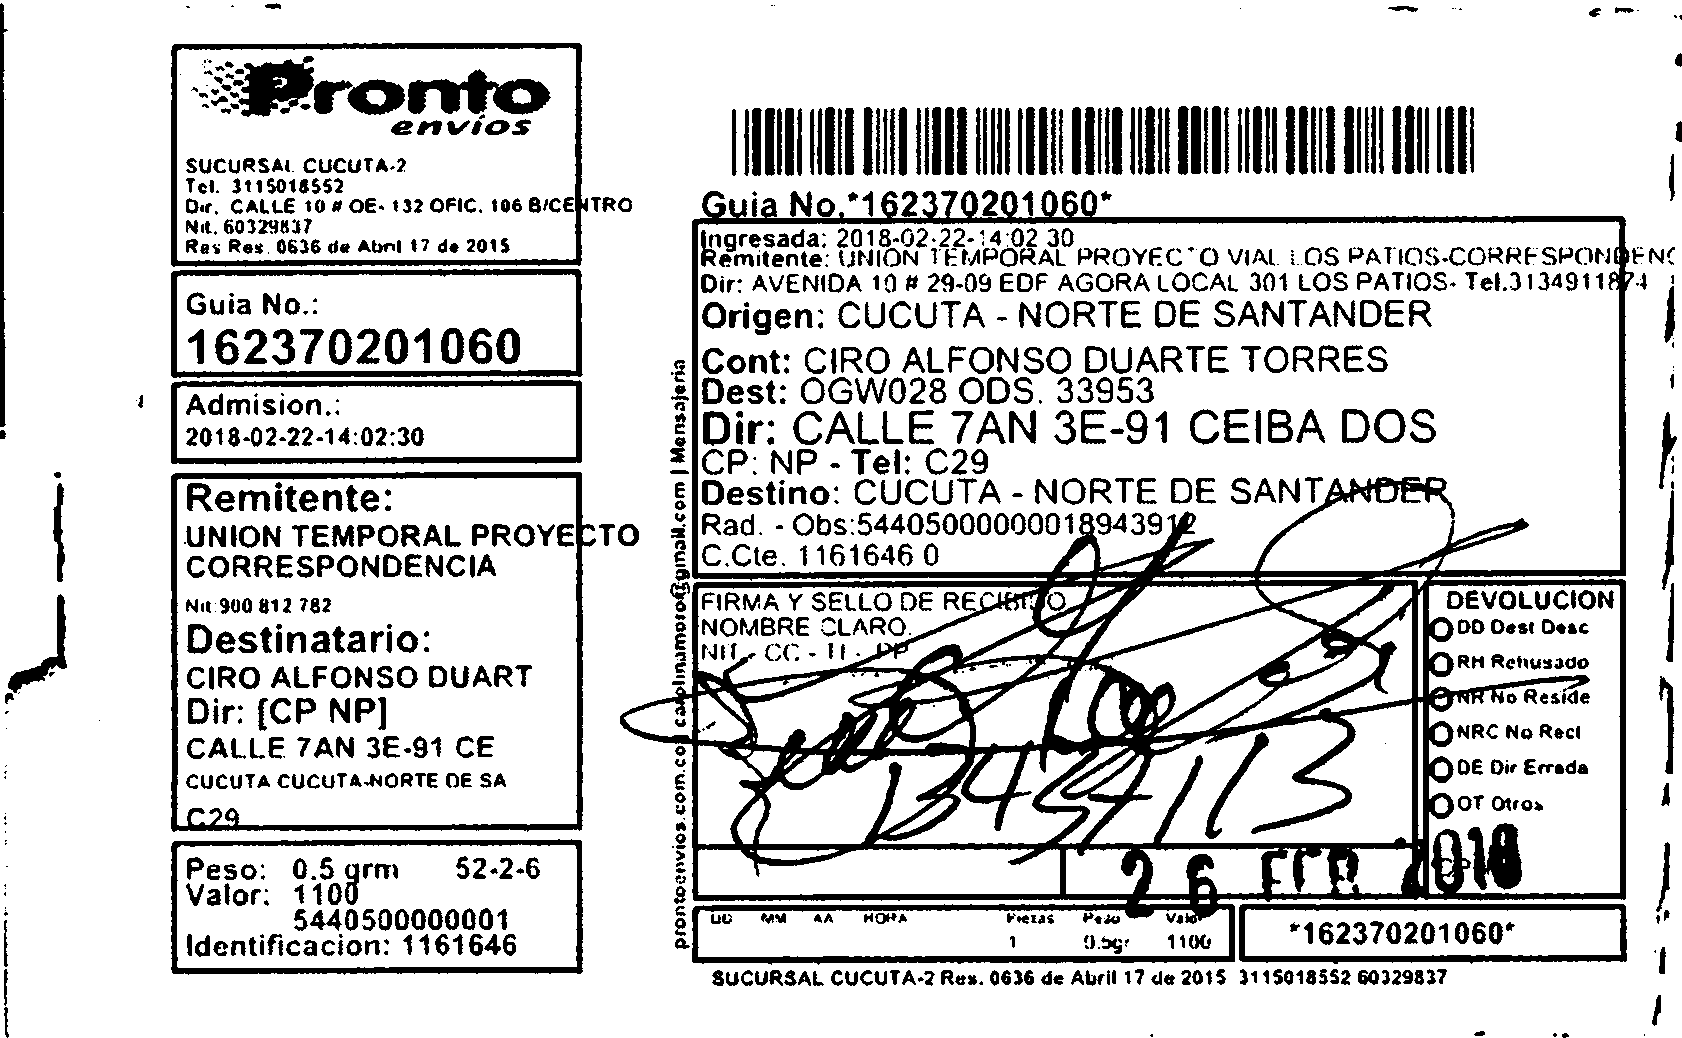 Pronto
envíos
SUCURSAL CUCUTA-2
Tel. 3115018552
Dir. CALLE 10 # OE- 132 OFIC. 106 B/CENTRO
Nit. 60329837
Res Res. 0636 de Abril 17 de 2015
Guia No.:
162370201060
Admision.:
2018-02-22-14:02:30
Remitente:
UNION TEMPORAL PROYECTO
CORRESPONDENCIA
Nit 900 812 782
Destinatario:
CIRO ALFONSO DUART
Dir: [CP NP]
CALLE 7AN 3E-91 CE
CUCUTA CUCUTA-NORTE DE SA
C29
Peso: 0.5 grm 52-2-6
Valor: 1100
5440500000001
Identificacion: 1161646
prontoenvios.com.co | carolinamoro@gmail.com | Mensajeria
Guia No.*162370201060*
Ingresada: 2018-02-22-14:02 30
Remitente: UNION TEMPORAL PROYECTO VIAL LOS PATIOS-CORRESPONDENC
Dir: AVENIDA 10 # 29-09 EDF AGORA LOCAL 301 LOS PATIOS- Tel.3134911874
Origen: CUCUTA - NORTE DE SANTANDER
Cont: CIRO ALFONSO DUARTE TORRES
Dest: OGW028 ODS. 33953
Dir: CALLE 7AN 3E-91 CEIBA DOS
CP: NP - Tel: C29
Destino: CUCUTA - NORTE DE SANTANDER
Rad. - Obs:54405000000018943912
C.Cte. 1161646 0
FIRMA Y SELLO DE RECIBIDO
NOMBRE CLARO.
NIT - CC - TI - PP
DEVOLUCION
DD Dest Desc
RH Rehusado
NR No Reside
NRC No Recl
DE Dir Errada
OT Otros
26 FEB 2018
DD MM AA HORA Piezas Peso Valor
1 0.5gr 1100
*162370201060*
SUCURSAL CUCUTA-2 Res. 0636 de Abril 17 de 2015 3115018552 60329837